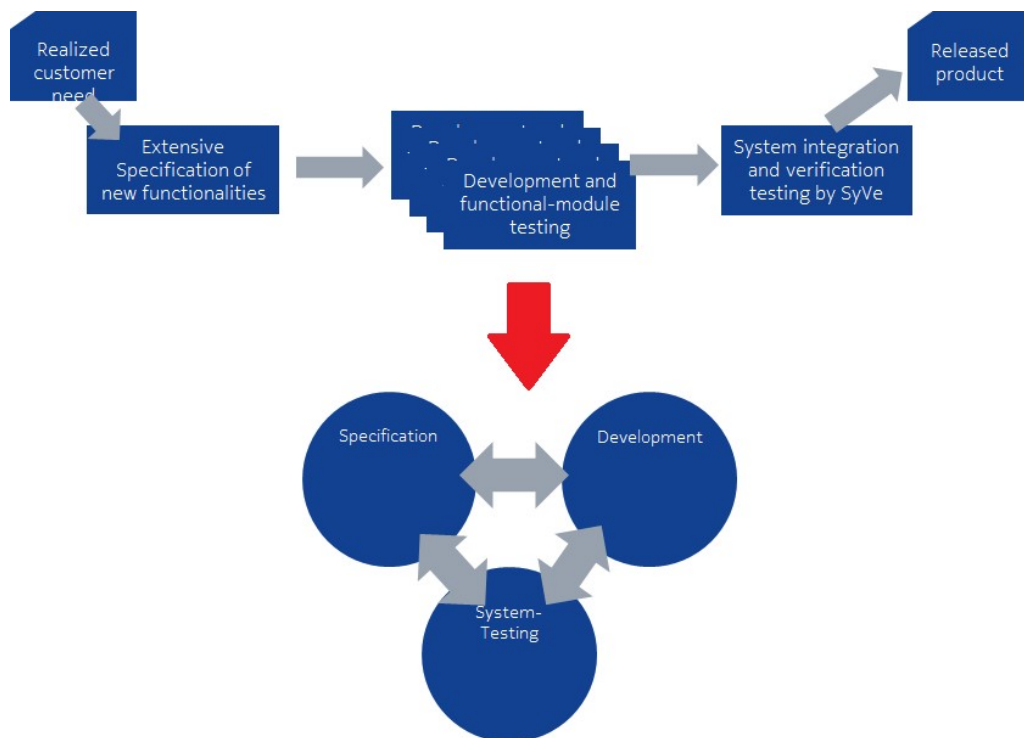 Realized
customer
need
Released
product
Extensive
Specification of
new functionalities
Development and
functional-module
testing
System integration
and verification
testing by SyVe
Specification
Development
System-
Testing